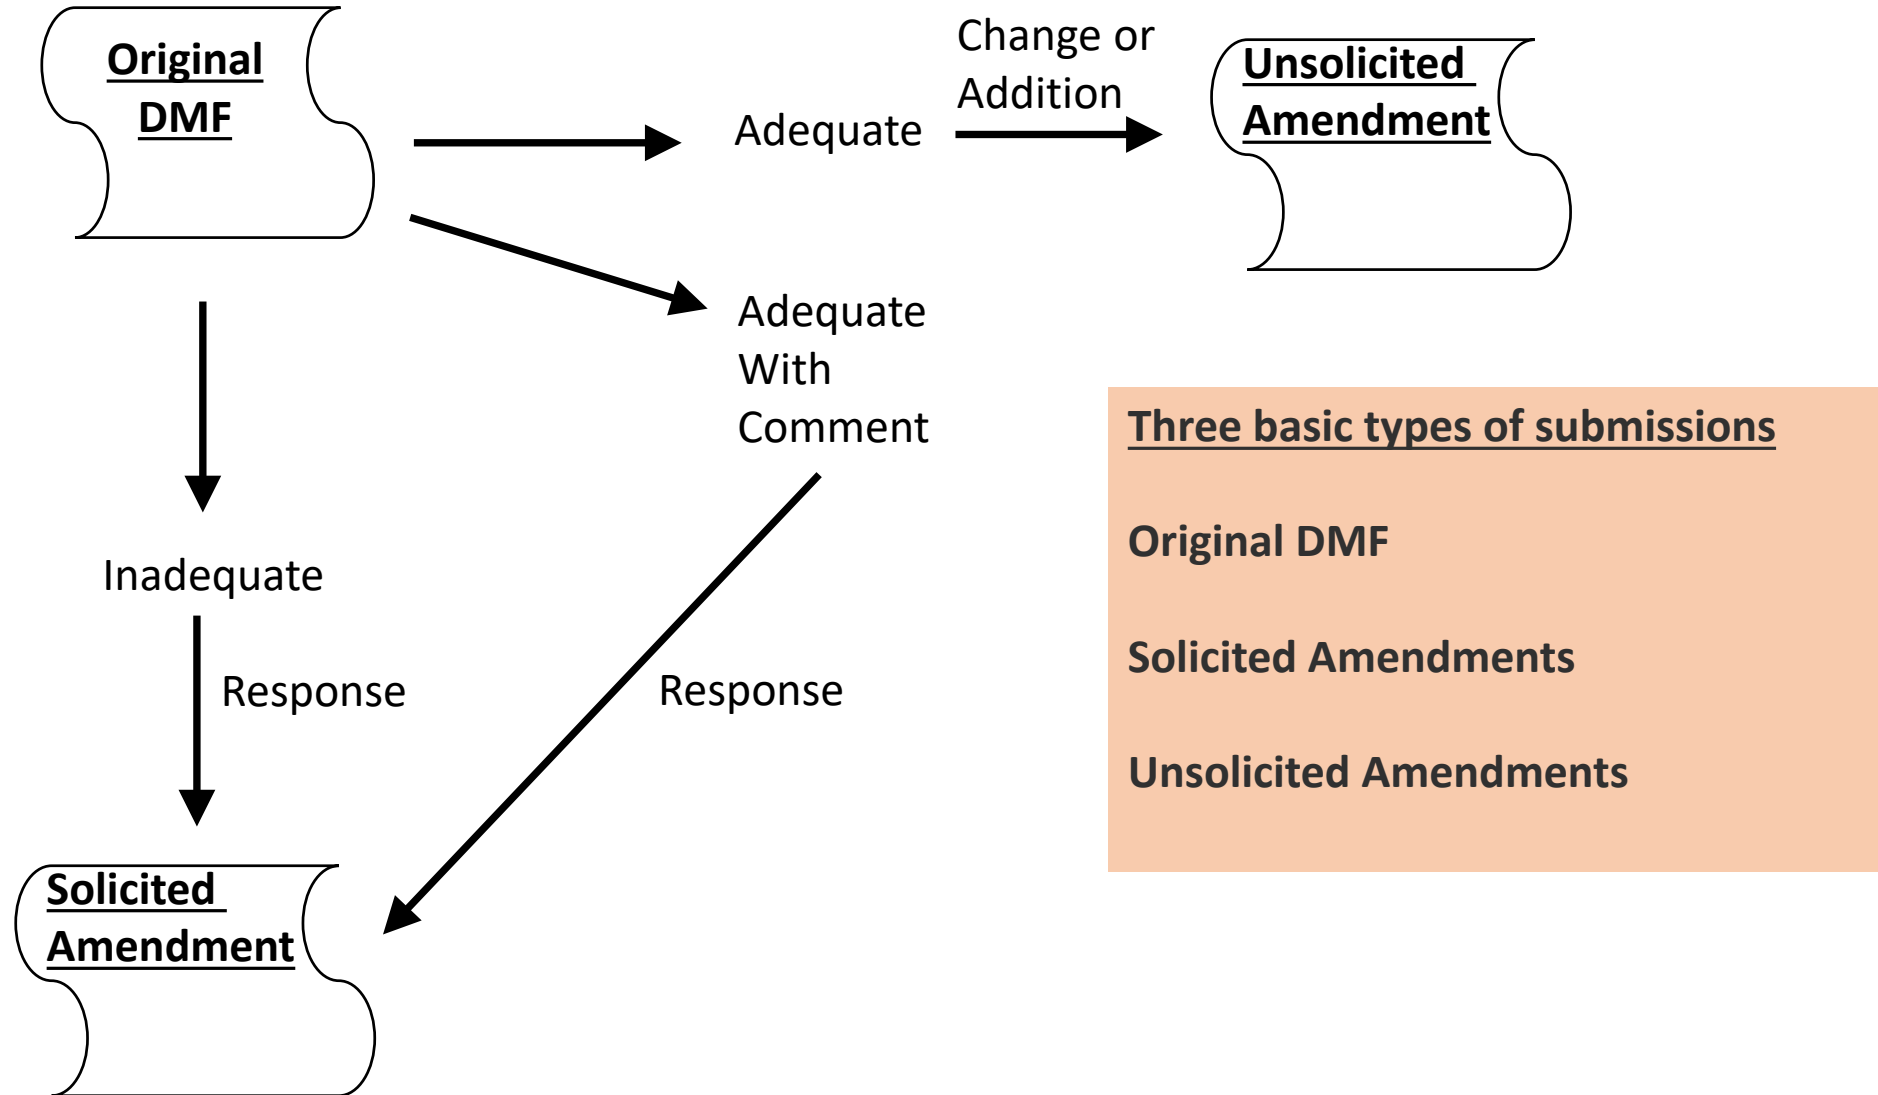 Original
DMF
Adequate
Change or
Addition
Unsolicited
Amendment
Adequate
With
Comment
Inadequate
Response
Response
Solicited
Amendment
Three basic types of submissions
Original DMF
Solicited Amendments
Unsolicited Amendments